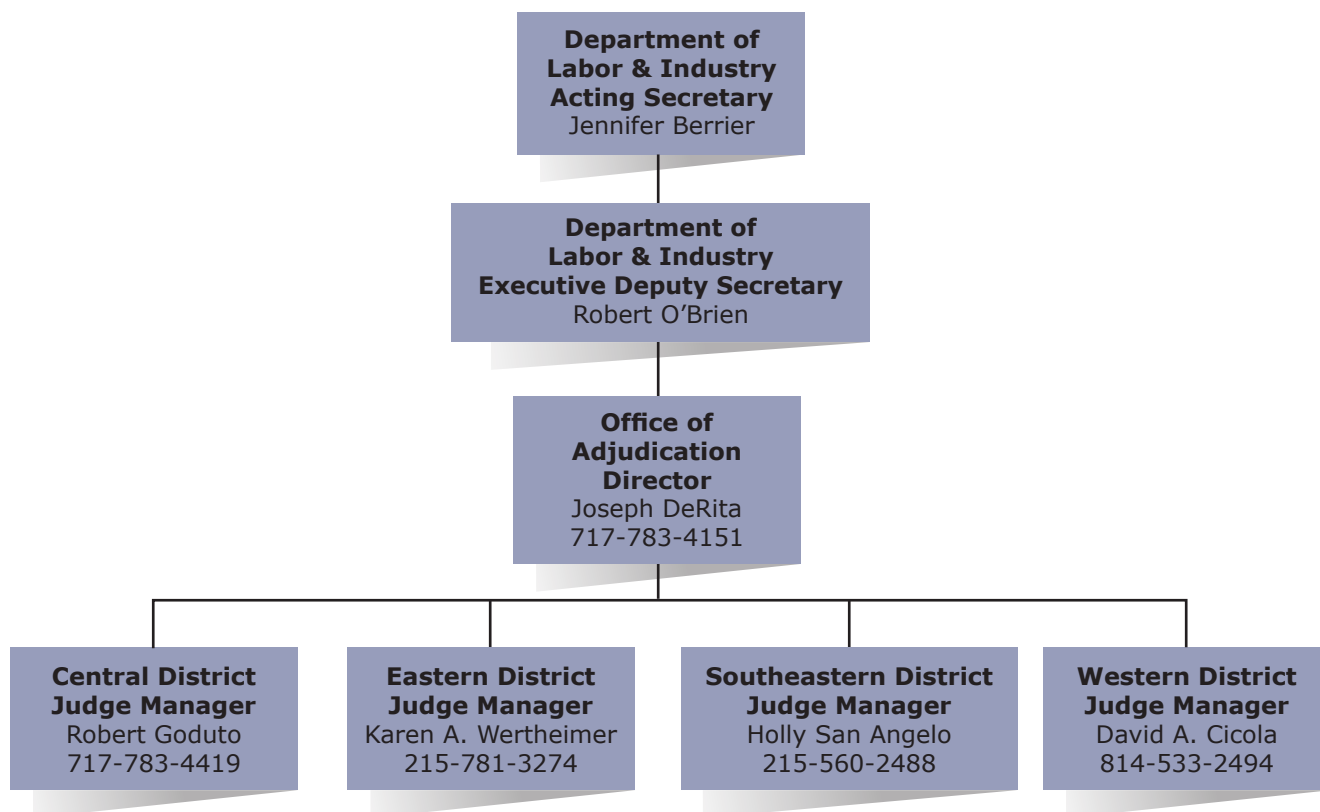 Department of
Labor & Industry
Acting Secretary
Jennifer Berrier
Department of
Labor & Industry
Executive Deputy Secretary
Robert O’Brien
Office of
Adjudication
Director
Joseph DeRita
717-783-4151
Central District
Judge Manager
Robert Goduto
717-783-4419
Eastern District
Judge Manager
Karen A. Wertheimer
215-781-3274
Southeastern District
Judge Manager
Holly San Angelo
215-560-2488
Western District
Judge Manager
David A. Cicola
814-533-2494